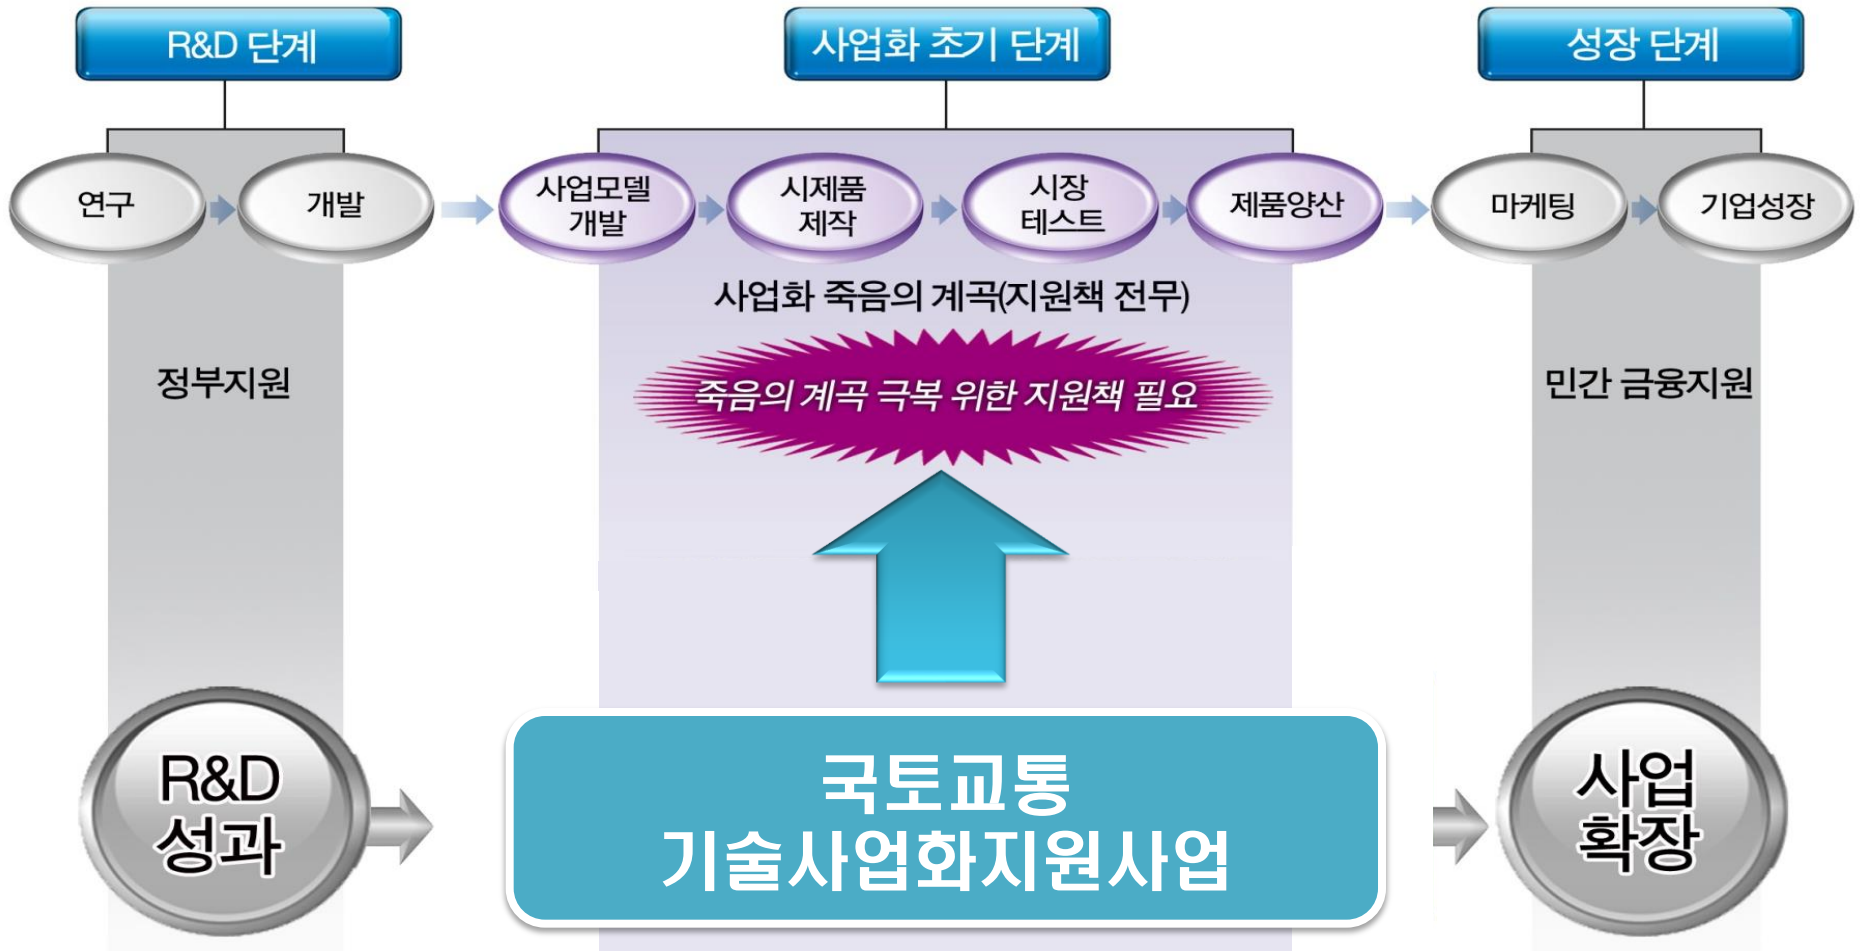 R&D 단계
사업화 초기 단계
성장 단계
연구
개발
사업모델
개발
시제품
제작
시장
테스트
제품양산
마케팅
기업성장
사업화 죽음의 계곡(지원책 전무)
정부지원
죽음의 계곡 극복 위한 지원책 필요
민간 금융지원
R&D
성과
국토교통
기술사업화지원사업
사업
확장